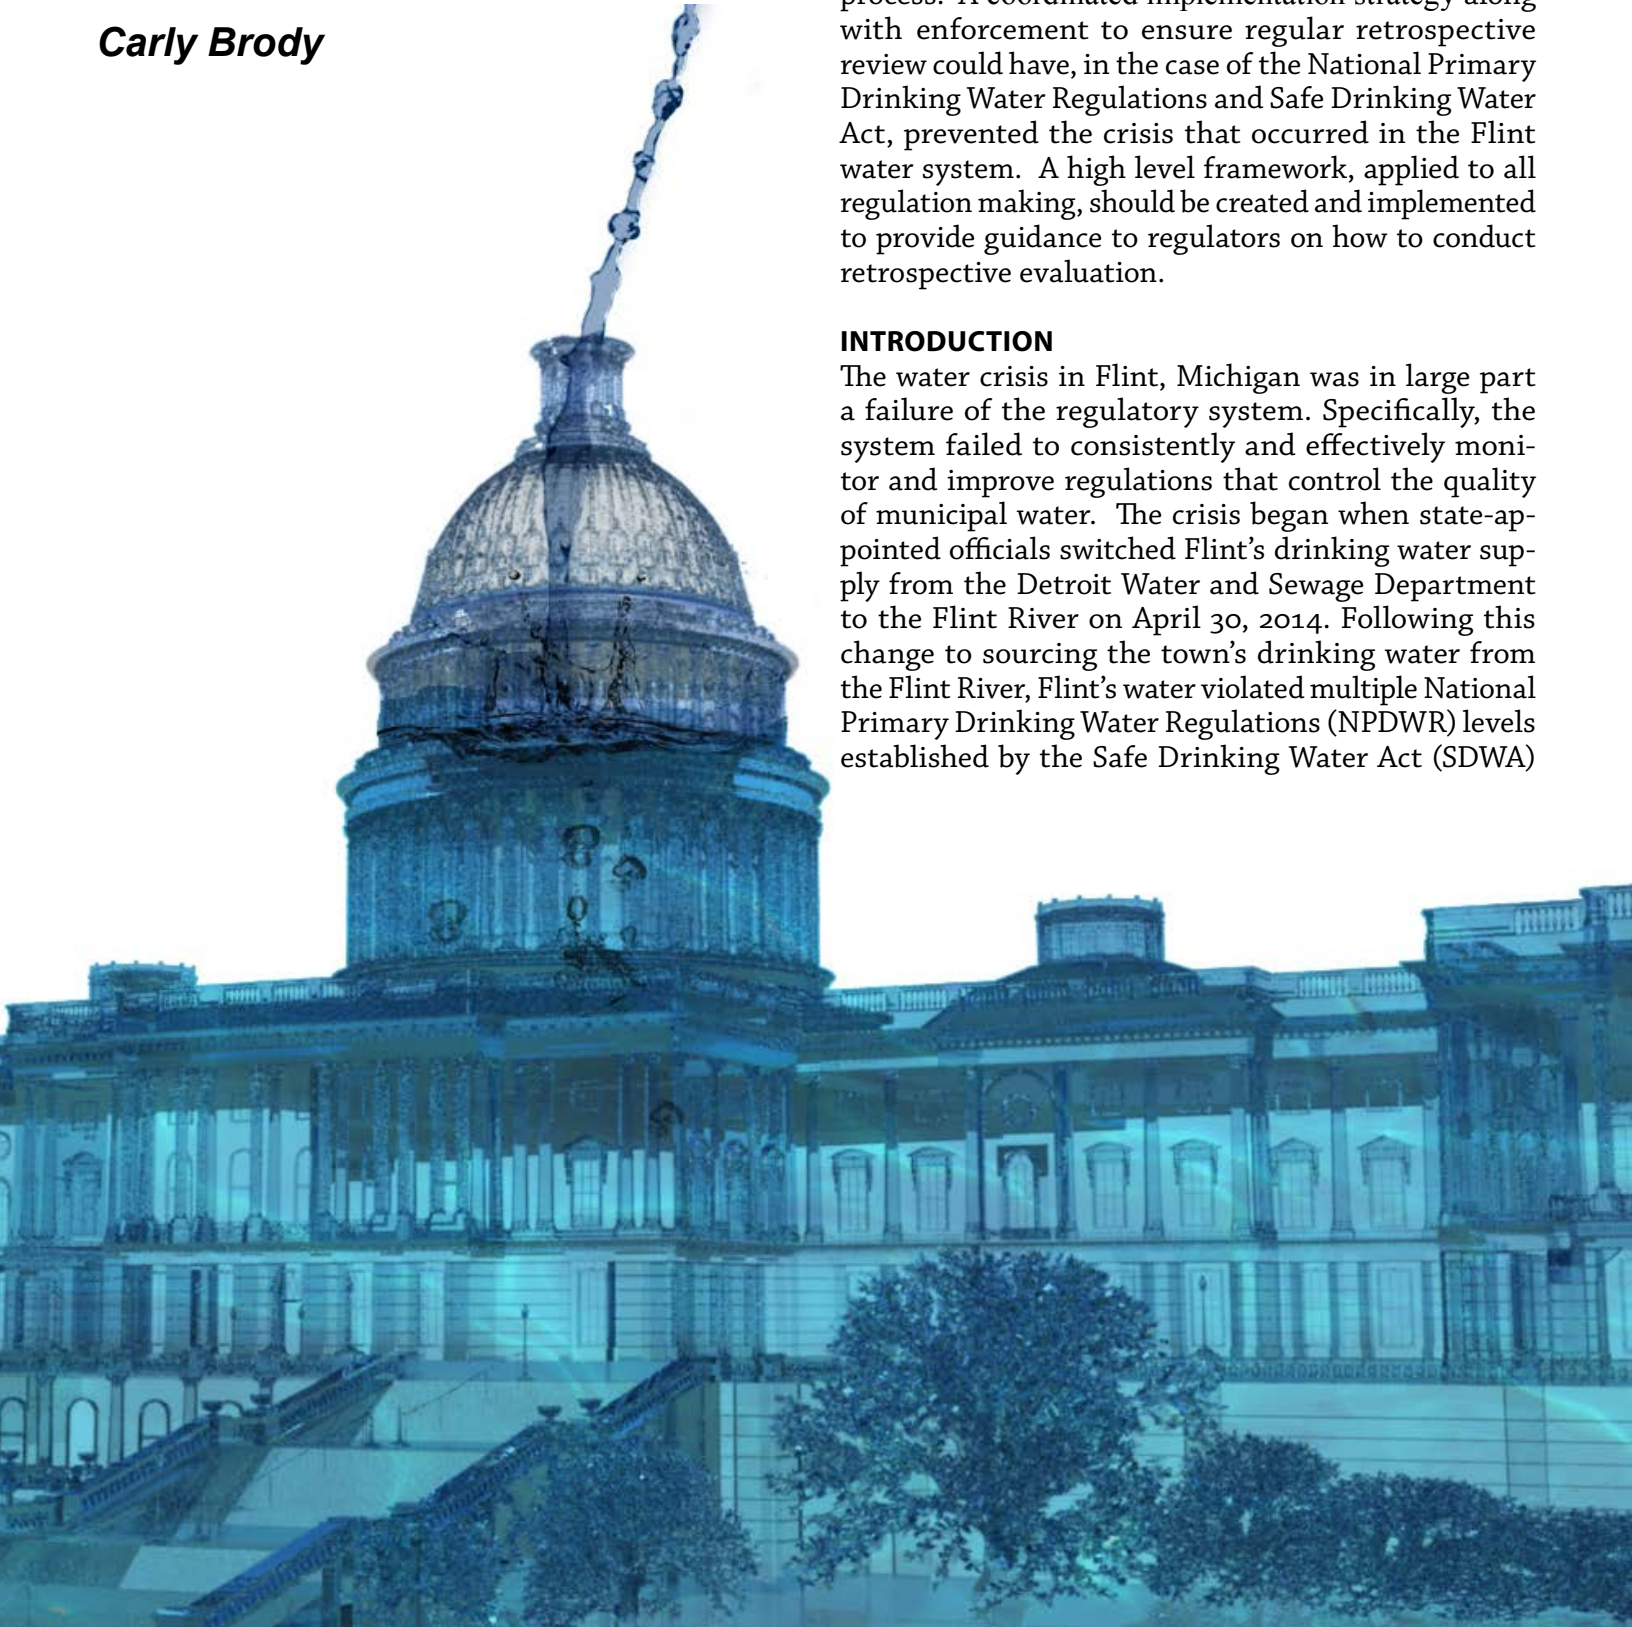 Carly Brody
process. A coordinated implementation strategy along
with enforcement to ensure regular retrospective
review could have, in the case of the National Primary
Drinking Water Regulations and Safe Drinking Water
Act, prevented the crisis that occurred in the Flint
water system. A high level framework, applied to all
regulation making, should be created and implemented
to provide guidance to regulators on how to conduct
retrospective evaluation.
INTRODUCTION
The water crisis in Flint, Michigan was in large part
a failure of the regulatory system. Specifically, the
system failed to consistently and effectively moni-
tor and improve regulations that control the quality
of municipal water. The crisis began when state-ap-
pointed officials switched Flint’s drinking water sup-
ply from the Detroit Water and Sewage Department
to the Flint River on April 30, 2014. Following this
change to sourcing the town’s drinking water from
the Flint River, Flint’s water violated multiple National
Primary Drinking Water Regulations (NPDWR) levels
established by the Safe Drinking Water Act (SDWA)